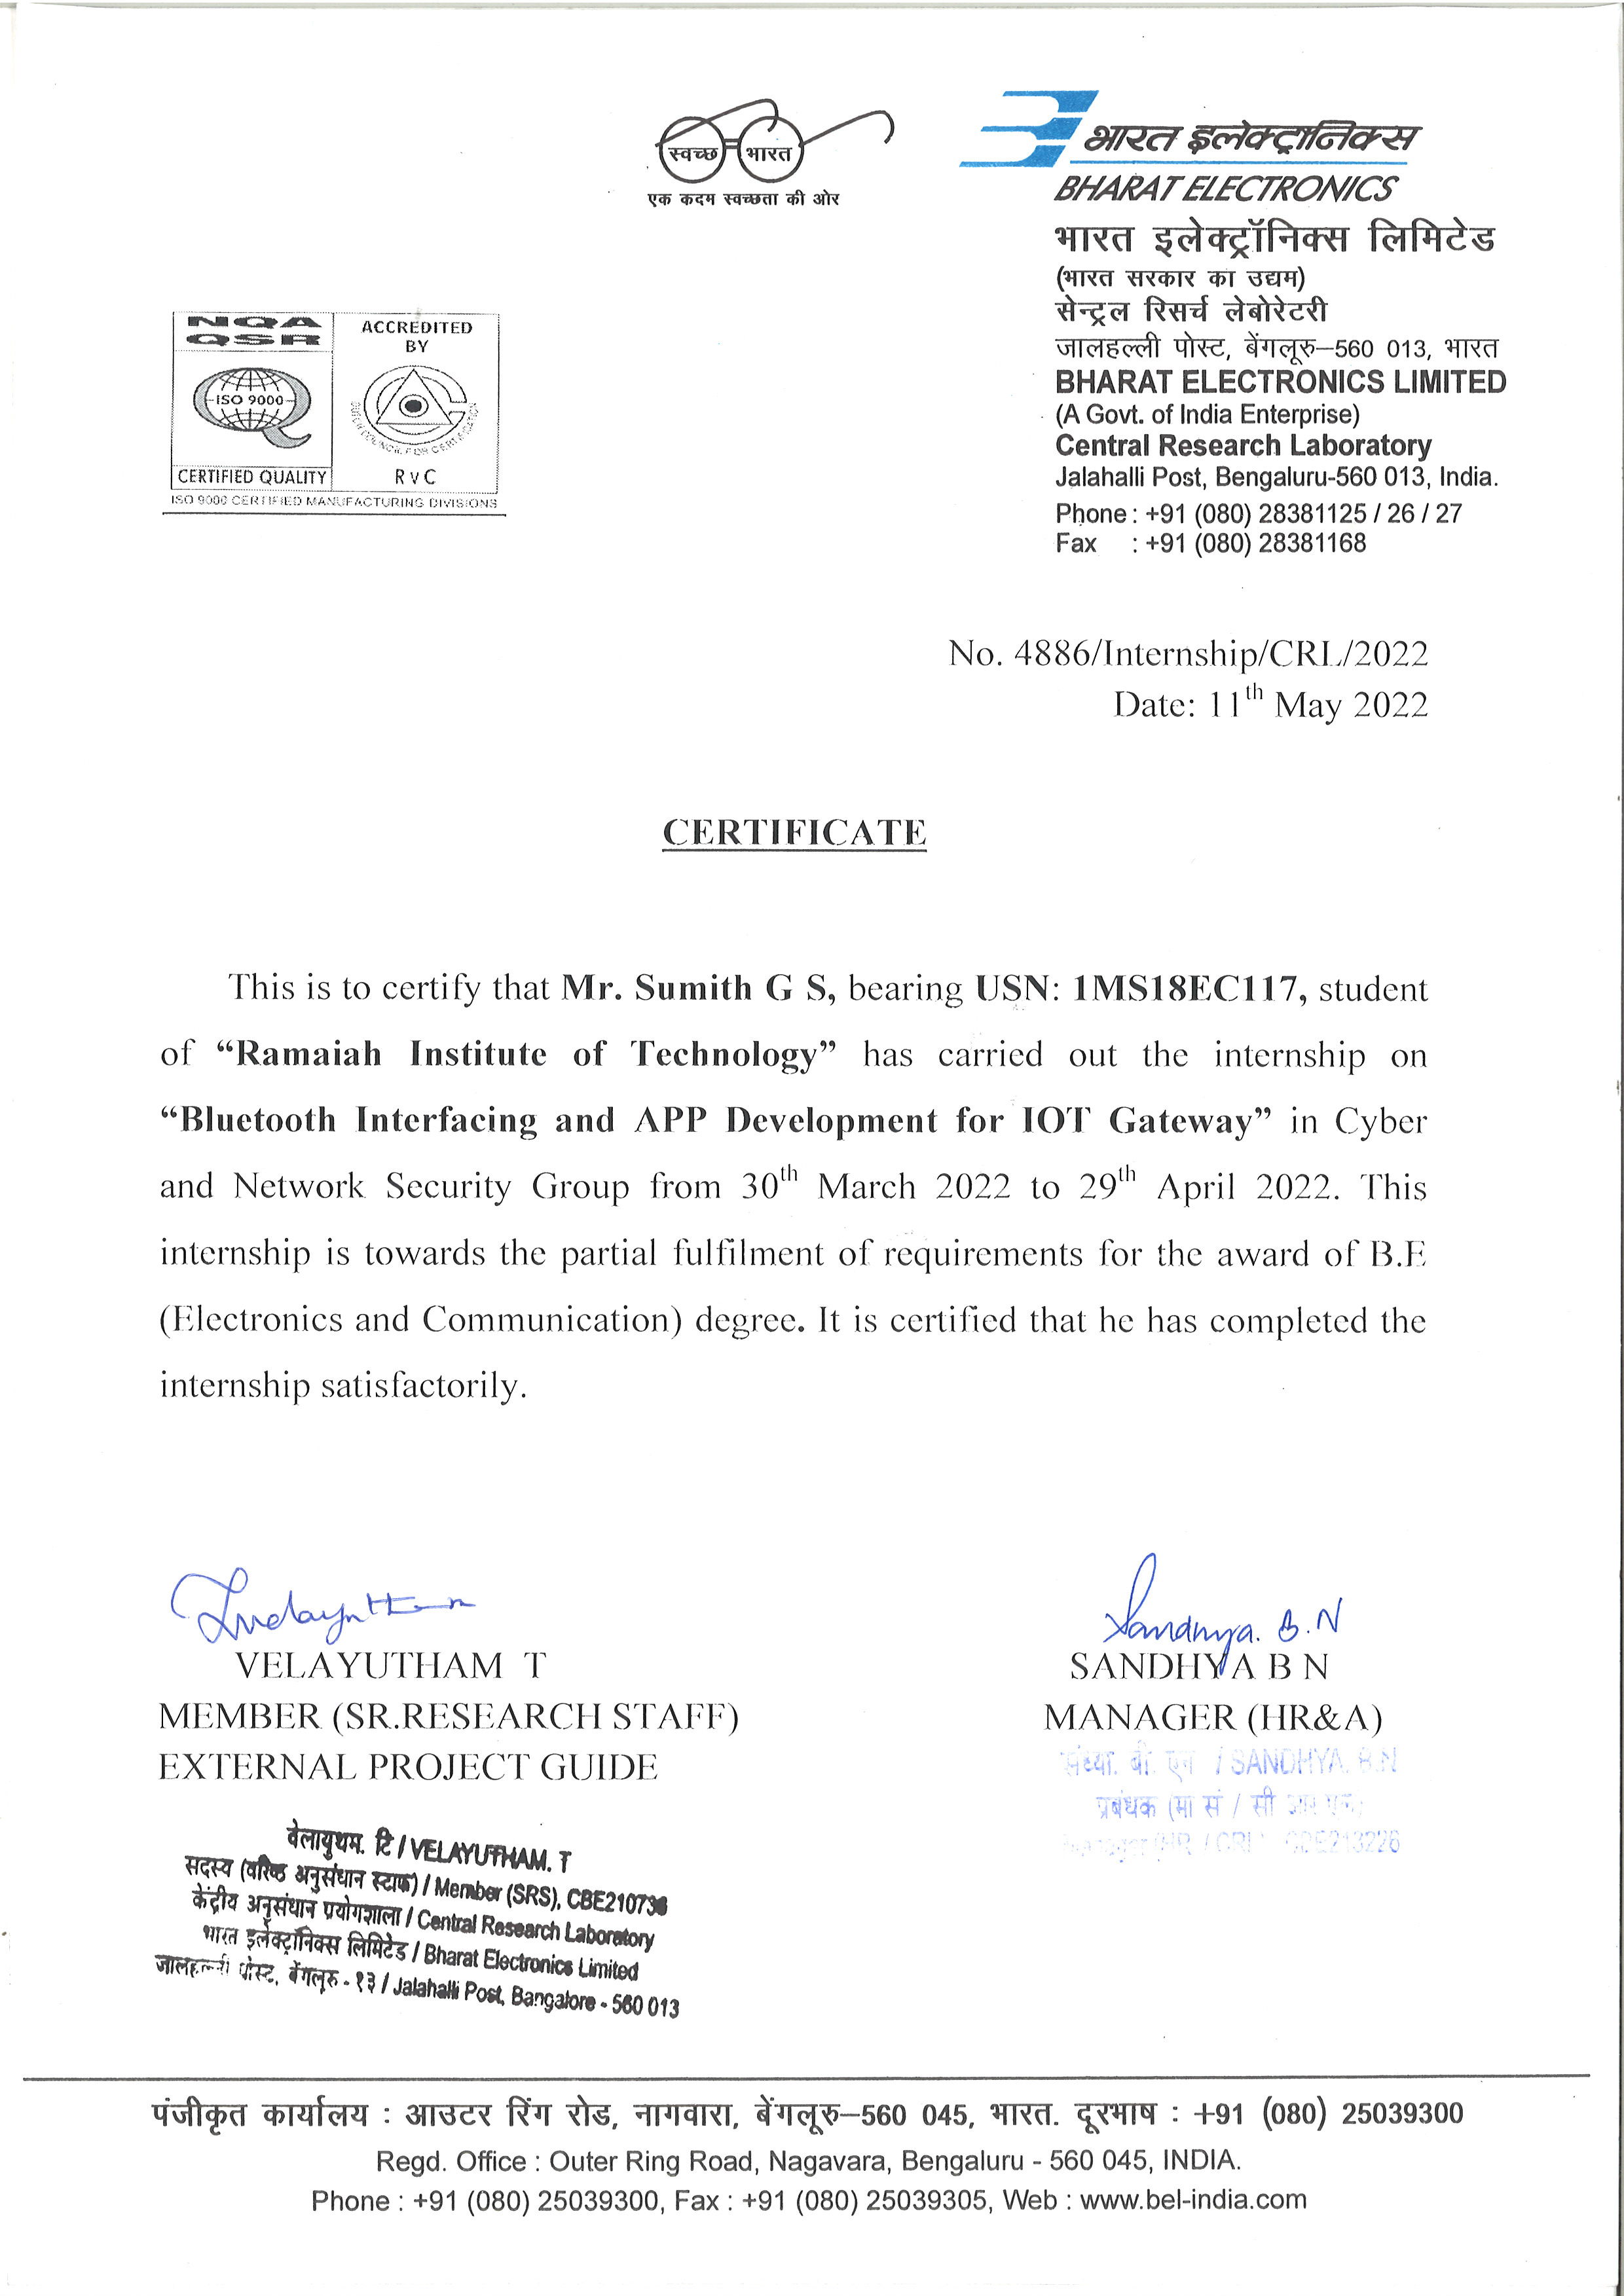 स्वच्छ भारत
एक कदम स्वच्छता की ओर
भारत इलेक्ट्रानिक्स
BHARAT ELECTRONICS
भारत इलेक्ट्रॉनिक्स लिमिटेड
(भारत सरकार का उद्यम)
सेन्ट्रल रिसर्च लेबोरेटरी
जालहल्ली पोस्ट, बेंगलूरु–560 013, भारत
BHARAT ELECTRONICS LIMITED
(A Govt. of India Enterprise)
Central Research Laboratory
Jalahalli Post, Bengaluru-560 013, India.
Phone : +91 (080) 28381125 / 26 / 27
Fax : +91 (080) 28381168
NQA
QSR
ISO 9000
CERTIFIED QUALITY
ACCREDITED
BY
DUTCH COUNCIL FOR CERTIFICATION
R v C
ISO 9000 CERTIFIED MANUFACTURING DIVISIONS
No. 4886/Internship/CRL/2022
Date: 11th May 2022
CERTIFICATE
This is to certify that Mr. Sumith G S, bearing USN: 1MS18EC117, student
of “Ramaiah Institute of Technology” has carried out the internship on
“Bluetooth Interfacing and APP Development for IOT Gateway” in Cyber
and Network Security Group from 30th March 2022 to 29th April 2022. This
internship is towards the partial fulfilment of requirements for the award of B.E
(Electronics and Communication) degree. It is certified that he has completed the
internship satisfactorily.
VELAYUTHAM T
MEMBER (SR.RESEARCH STAFF)
EXTERNAL PROJECT GUIDE
वेलायुथम. टि / VELAYUTHAM. T
सदस्य (वरिष्ठ अनुसंधान स्टाफ) / Member (SRS), CBE210736
केंद्रीय अनुसंधान प्रयोगशाला / Central Research Laboratory
भारत इलेक्ट्रॉनिक्स लिमिटेड / Bharat Electronics Limited
जालहल्ली पोस्ट, बेंगलूरु - १३ / Jalahalli Post, Bangalore - 560 013
Sandhya. B.N
SANDHYA B N
MANAGER (HR&A)
संध्या. बी. एन / SANDHYA. B.N
प्रबंधक (मा सं / सी आर एल)
Manager (HR / CRL) CBE213226
पंजीकृत कार्यालय : आउटर रिंग रोड, नागवारा, बेंगलूरु–560 045, भारत. दूरभाष : +91 (080) 25039300
Regd. Office : Outer Ring Road, Nagavara, Bengaluru - 560 045, INDIA.
Phone : +91 (080) 25039300, Fax : +91 (080) 25039305, Web : www.bel-india.com